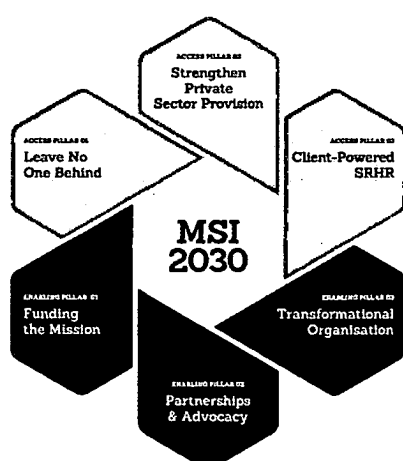 ACCESS PILLAR 02
Strengthen
Private
Sector Provision
ACCESS PILLAR 01
Leave No
One Behind
ACCESS PILLAR 03
Client-Powered
SRHR
MSI
2030
ENABLING PILLAR 01
Funding
the Mission
ENABLING PILLAR 03
Transformational
Organisation
ENABLING PILLAR 02
Partnerships
& Advocacy